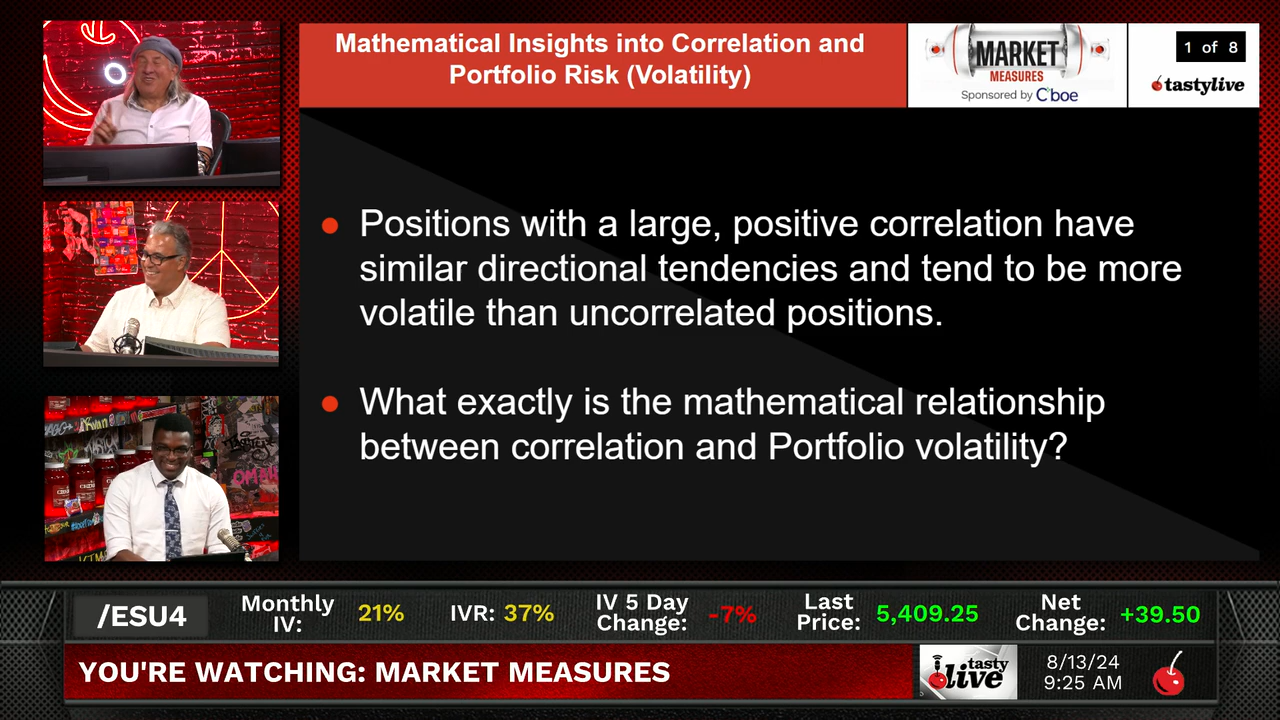 Mathematical Insights into Correlation and
Portfolio Risk (Volatility)
MARKET
MEASURES
Sponsored by Cboe
1 of 8
tastylive
Positions with a large, positive correlation have
similar directional tendencies and tend to be more
volatile than uncorrelated positions.
What exactly is the mathematical relationship
between correlation and Portfolio volatility?
/ESU4
Monthly
IV:
21%
IVR: 37%
IV 5 Day
Change:
-7%
Last
Price:
5,409.25
Net
Change:
+39.50
YOU'RE WATCHING: MARKET MEASURES
tasty
live
8/13/24
9:25 AM